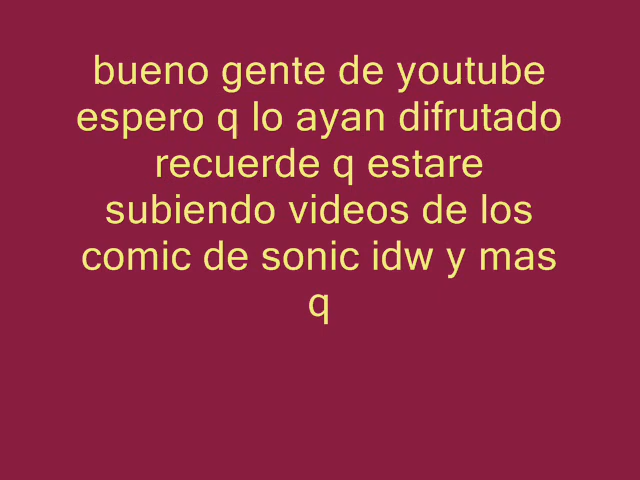 bueno gente de youtube
espero q lo ayan difrutado
recuerde q estare
subiendo videos de los
comic de sonic idw y mas
q